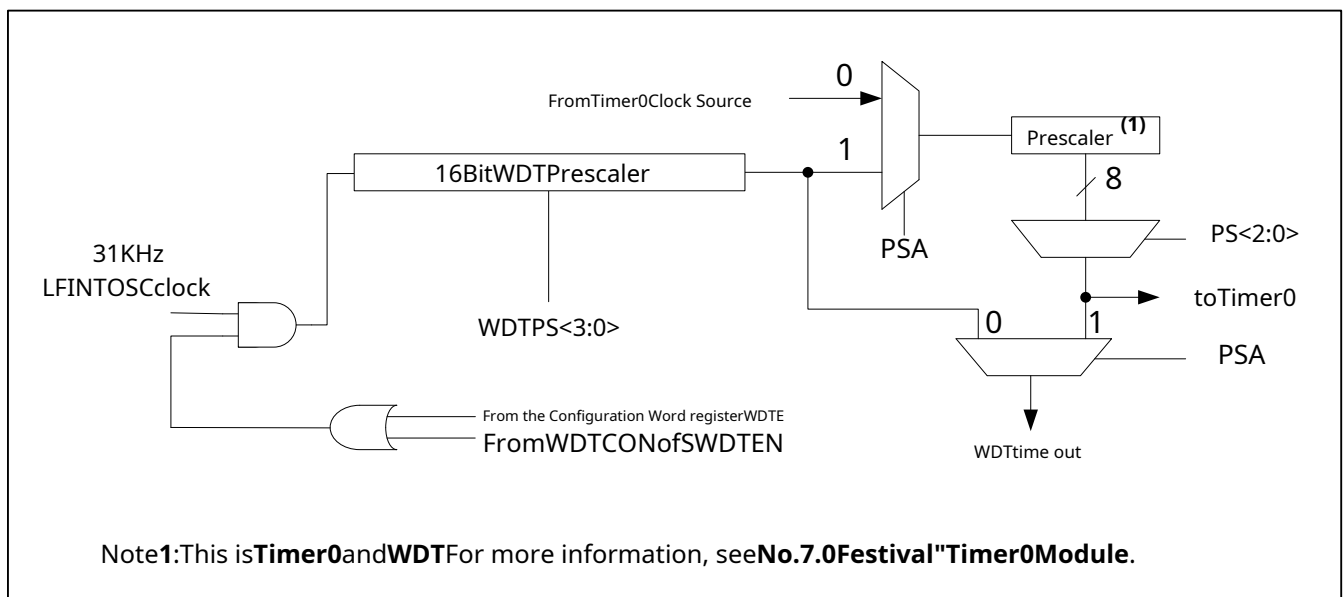 0
FromTimer0Clock Source
(1)
Prescaler
1
16BitWDTPrescaler
8
PSA
PS<2:0>
31KHz
LFINTOSCclock
toTimer0
WDTPS<3:0>
0
1
PSA
From the Configuration Word registerWDTE
FromWDTCONofSWDTEN
WDTtime out
Note1:This isTimer0andWDTFor more information, seeNo.7.0Festival"Timer0Module.